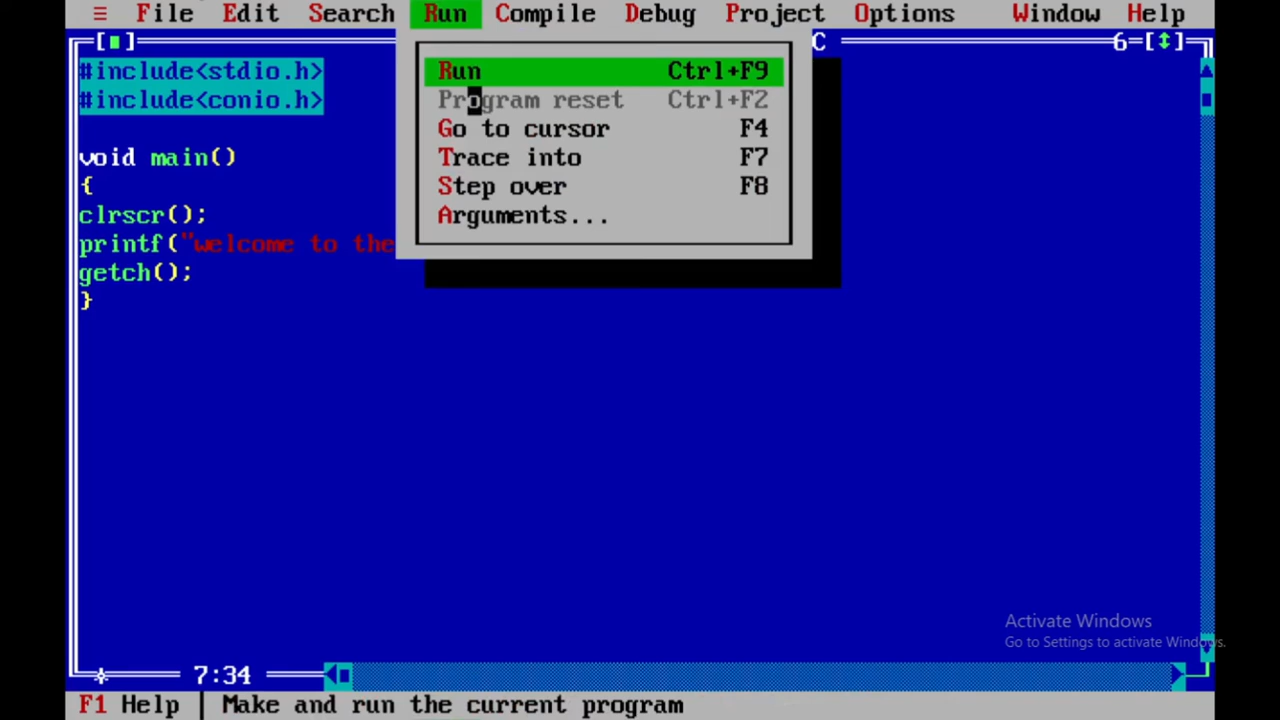 ≡ File Edit Search Run Compile Debug Project Options Window Help
[■] C 6=[↕]
#include<stdio.h>
#include<conio.h>
void main()
{
clrscr();
printf("welcome to the
getch();
}
Run Ctrl+F9
Program reset Ctrl+F2
Go to cursor F4
Trace into F7
Step over F8
Arguments...
Activate Windows
Go to Settings to activate Windows.
* 7:34
F1 Help │ Make and run the current program